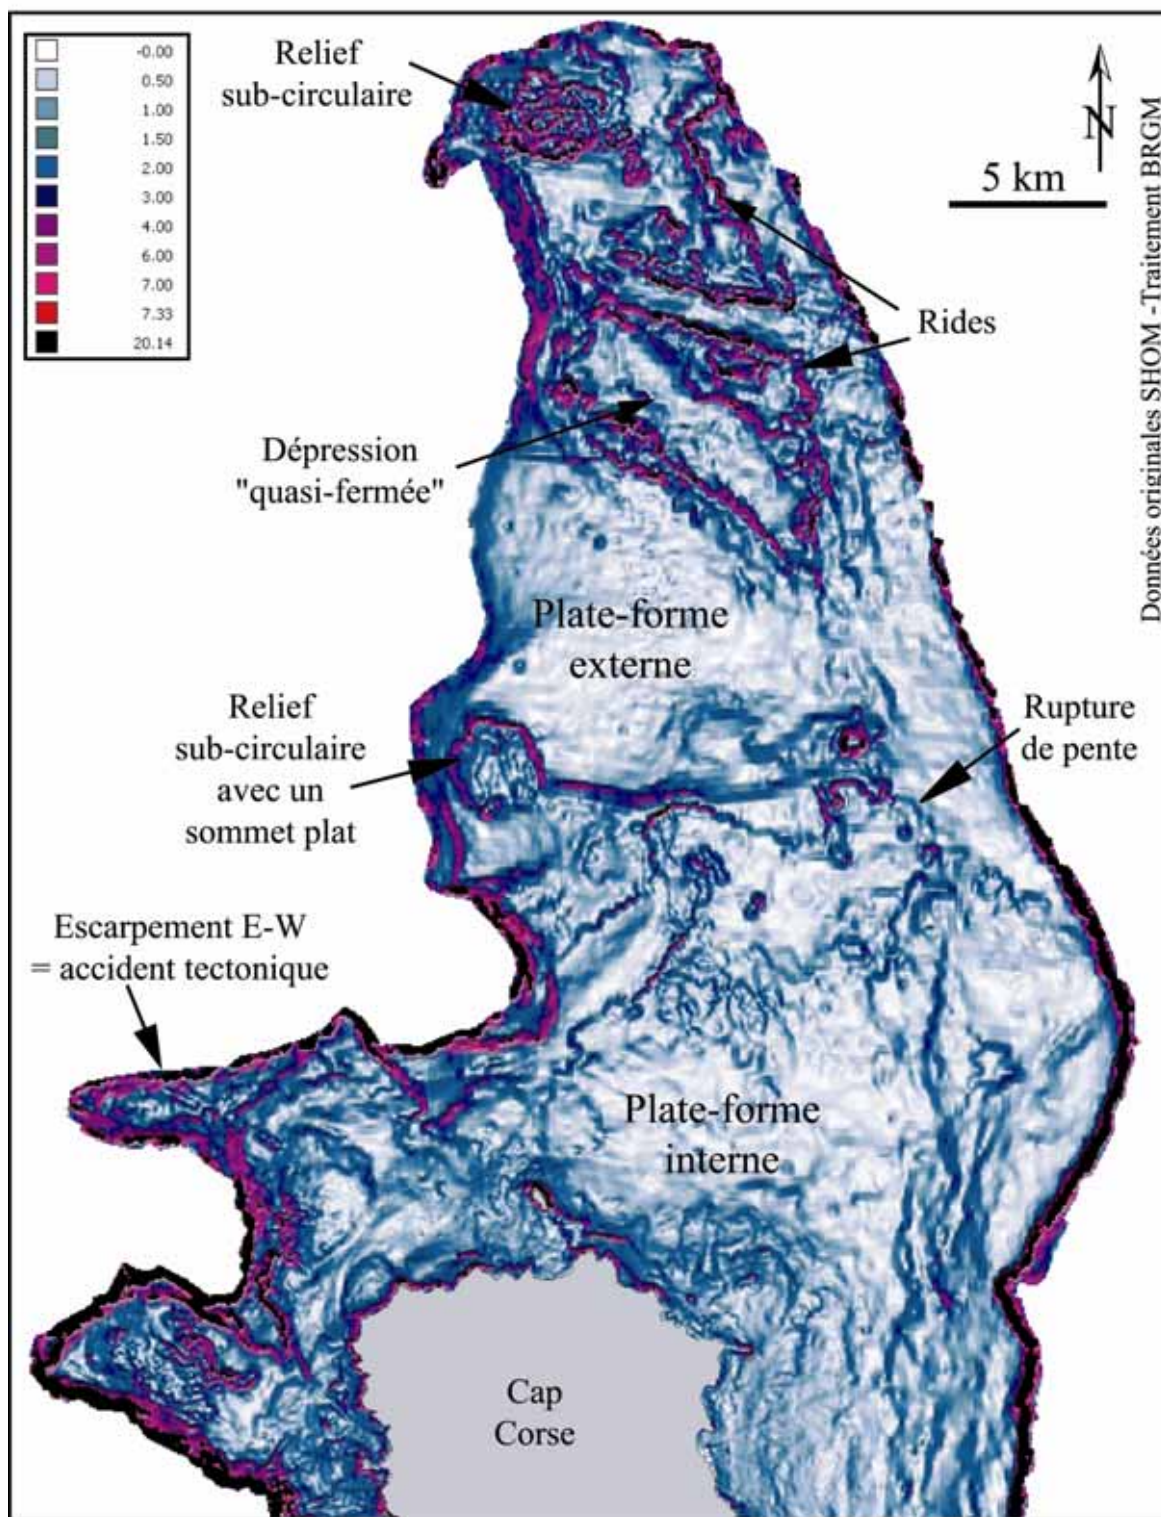 -0.00
0.50
1.00
1.50
2.00
3.00
4.00
6.00
7.00
7.33
20.14
Relief
sub-circulaire
N
5 km
Données originales SHOM -Traitement BRGM
Rides
Dépression
"quasi-fermée"
Plate-forme
externe
Relief
sub-circulaire
avec un
sommet plat
Rupture
de pente
Escarpement E-W
= accident tectonique
Plate-forme
interne
Cap
Corse